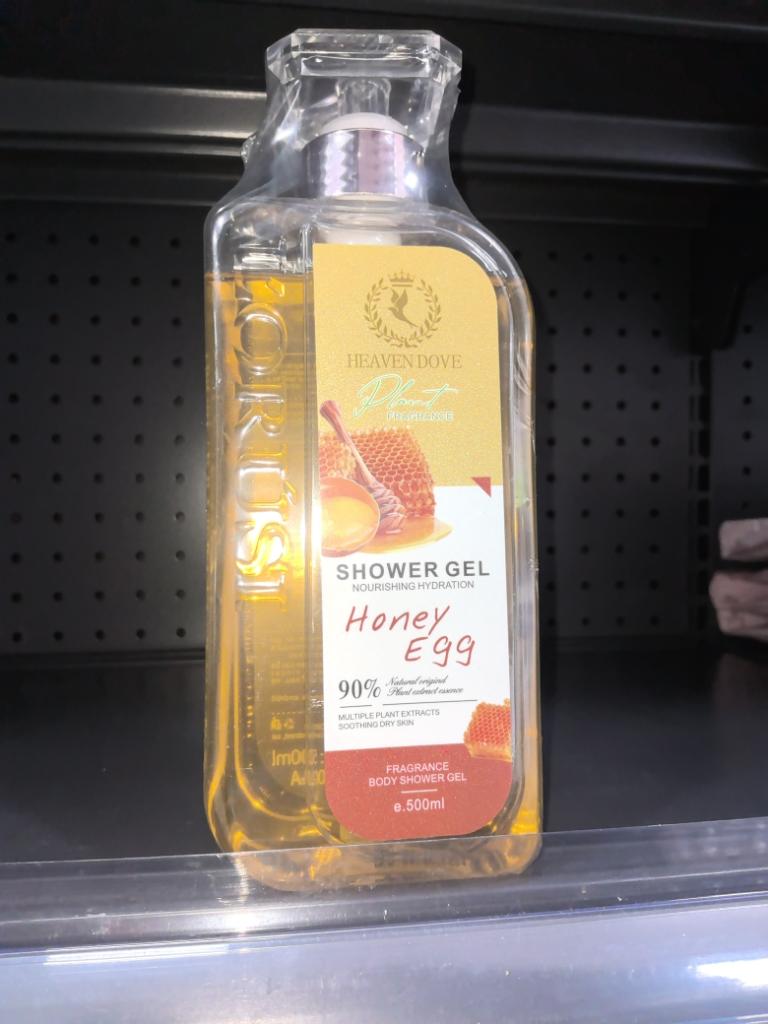 HEAVEN DOVE
Plant
FRAGRANCE
SHOWER GEL
NOURISHING HYDRATION
Honey
Egg
90% Natural origind
Plant extract essence
MULTIPLE PLANT EXTRACTS
SOOTHING DRY SKIN
FRAGRANCE
BODY SHOWER GEL
e.500ml